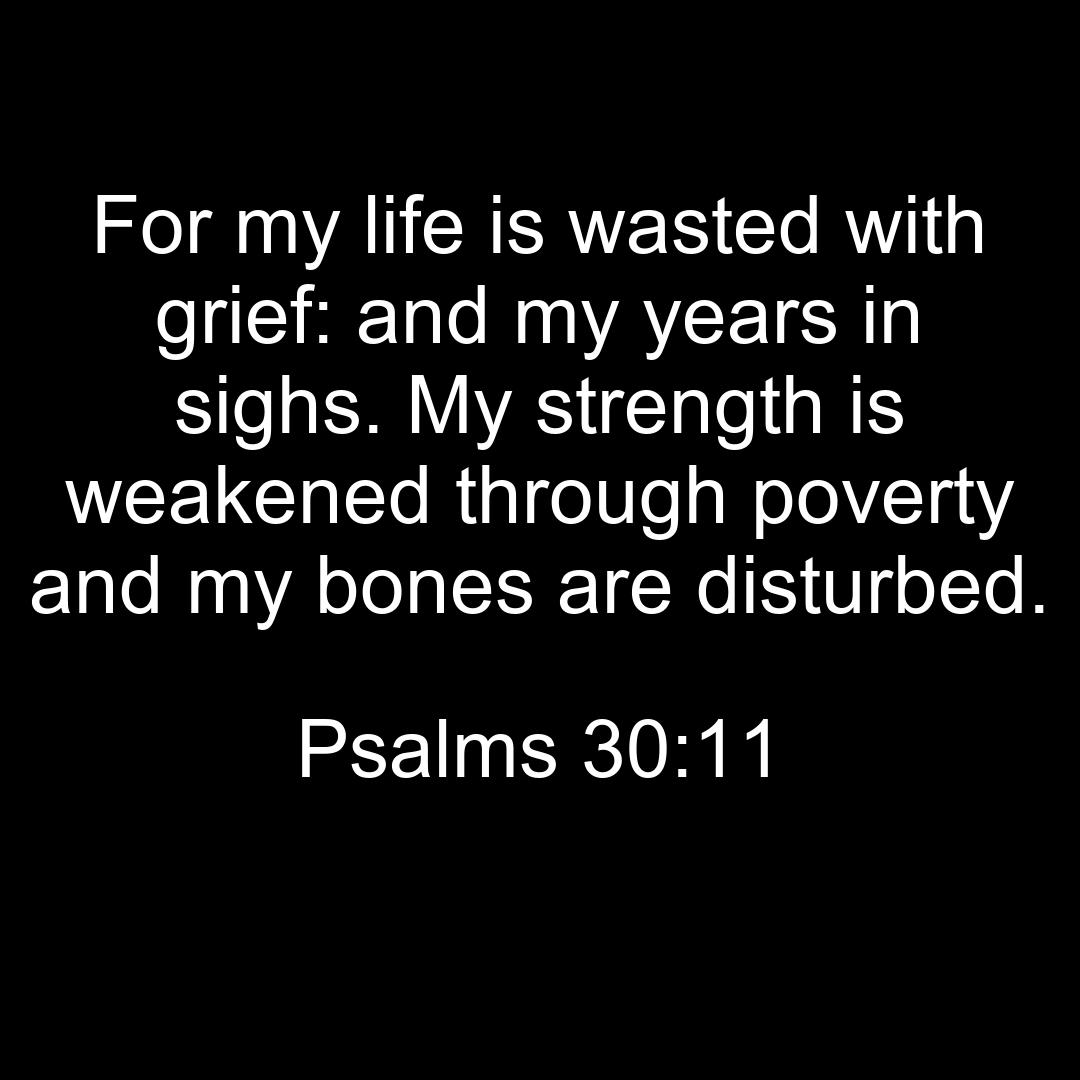 For my life is wasted with
grief: and my years in
sighs. My strength is
weakened through poverty
and my bones are disturbed.
Psalms 30:11